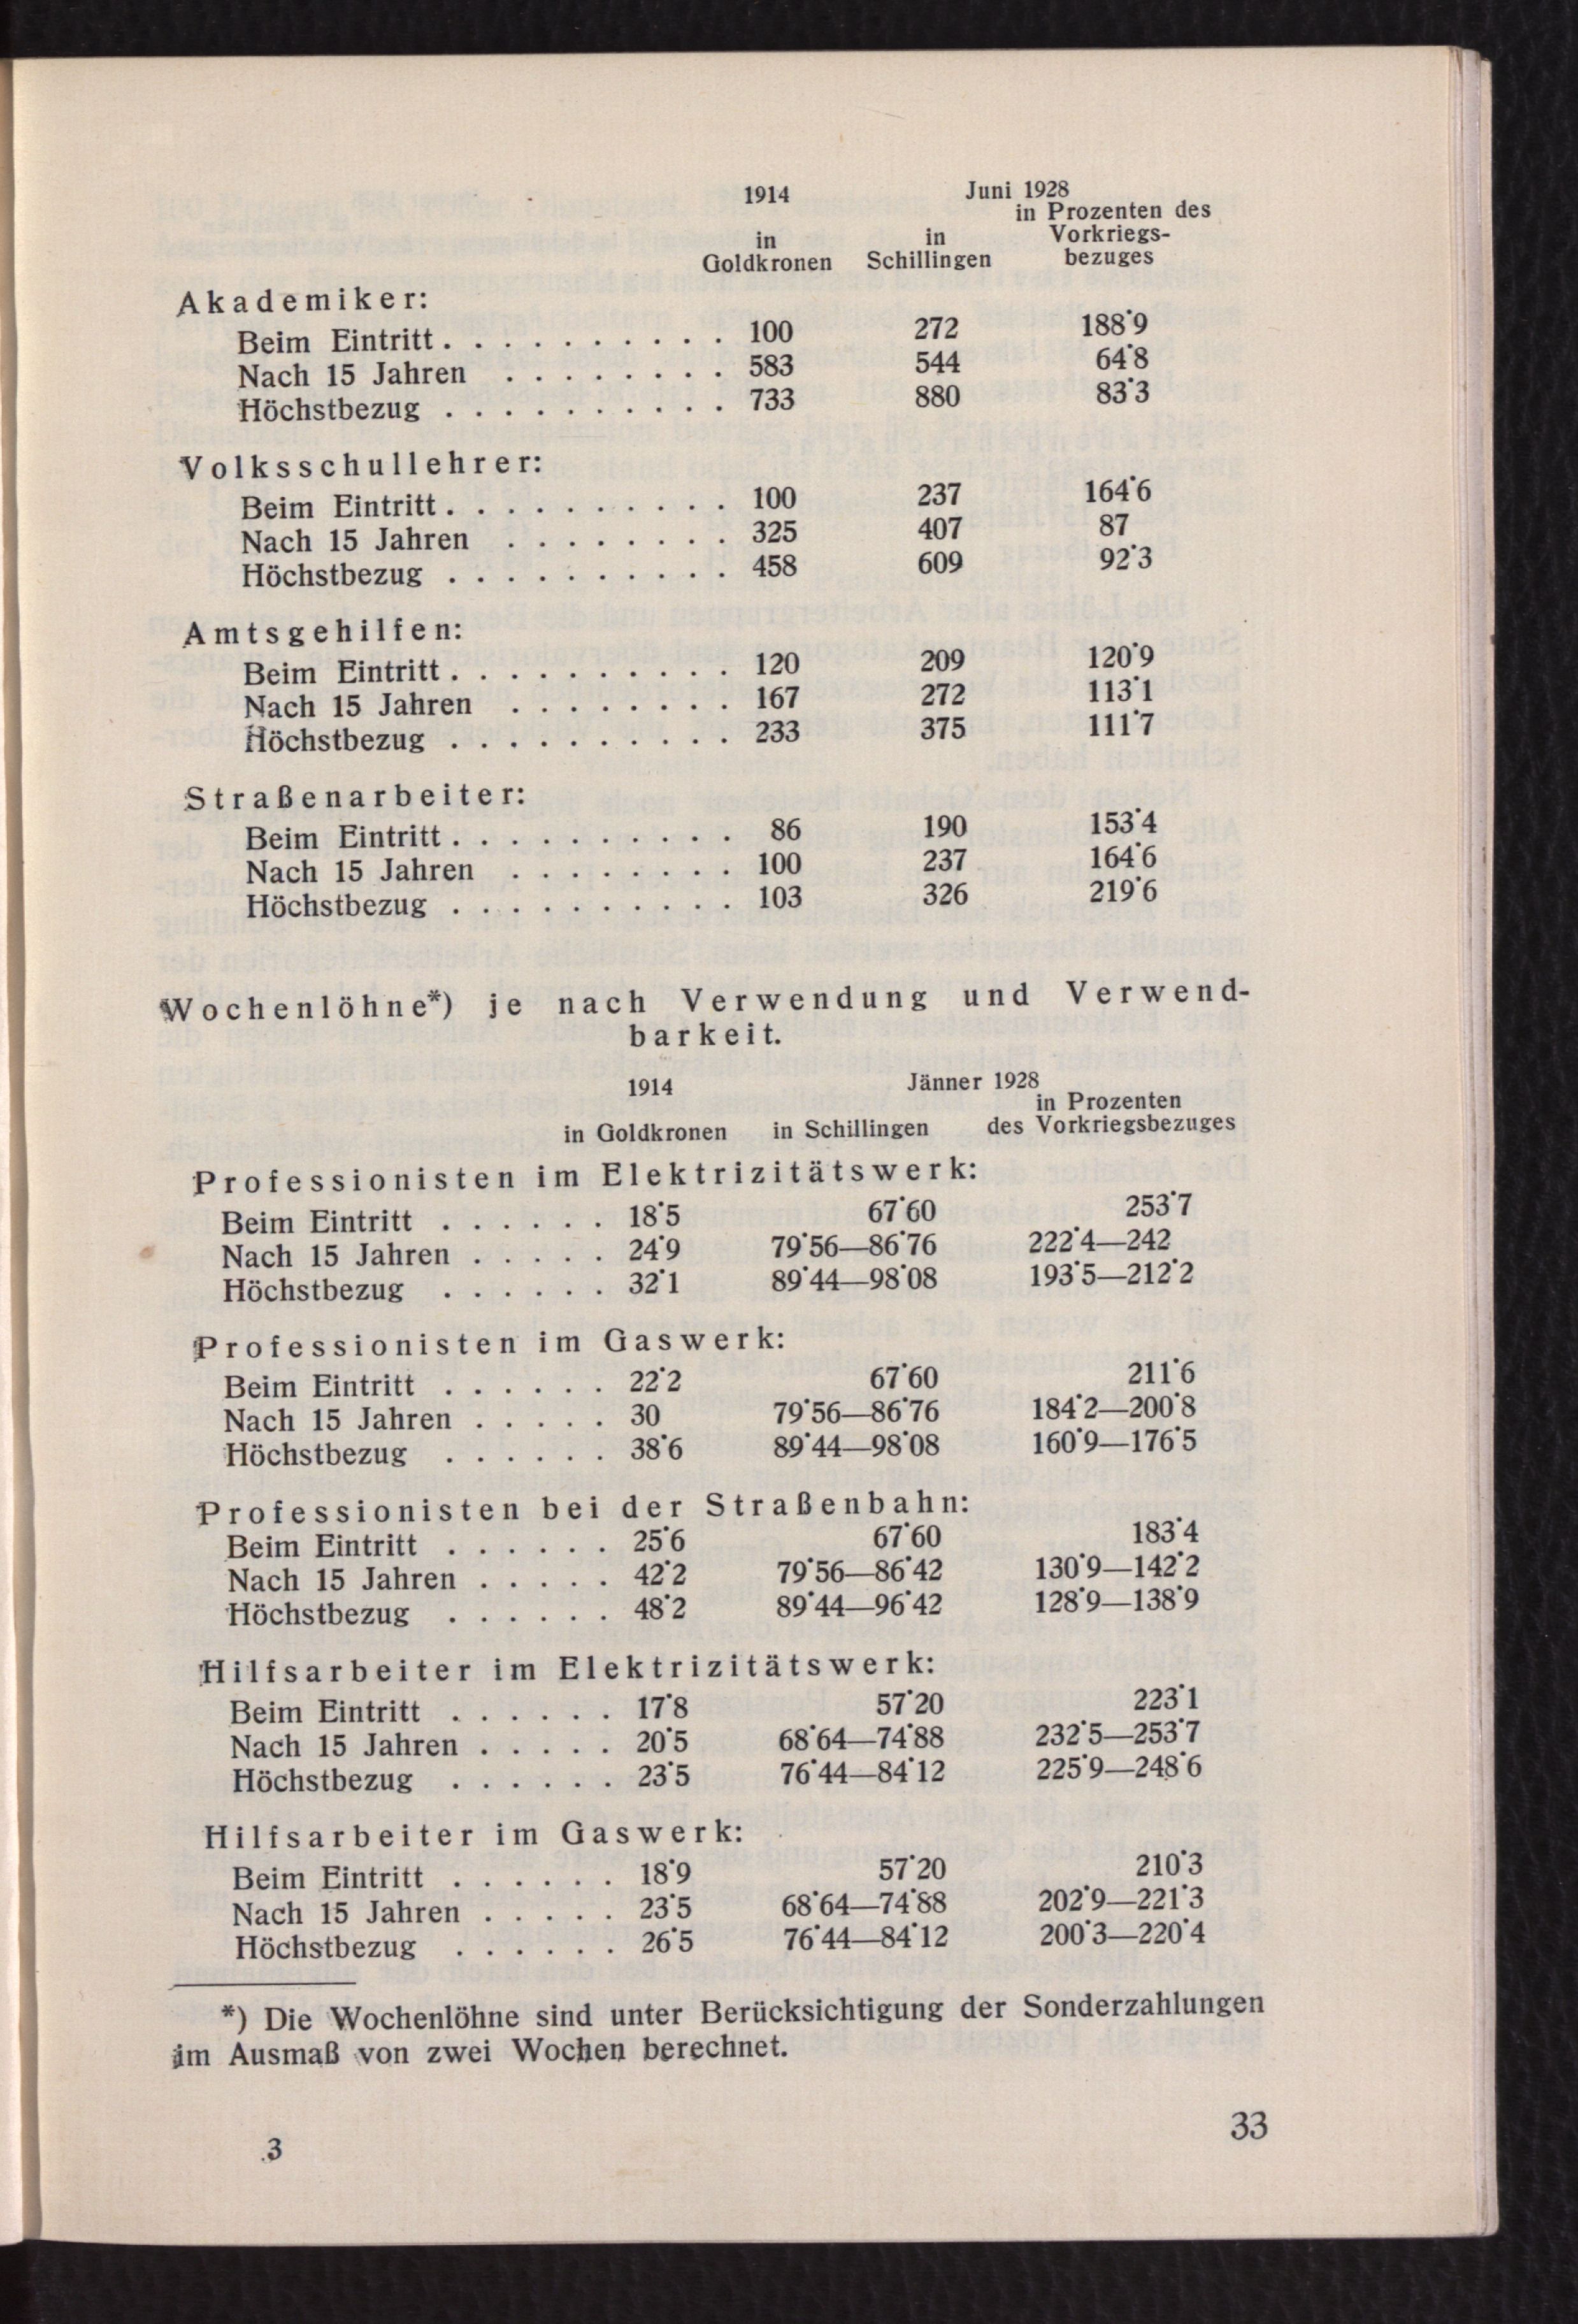 1914 Juni 1928
in Prozenten des
in in Vorkriegs-
Goldkronen Schillingen bezuges
Akademiker:
Beim Eintritt . . . . . . . . . . 100 272 188˙9
Nach 15 Jahren . . . . . . . . 583 544 64˙8
Höchstbezug . . . . . . . . . . 733 880 83˙3
Volksschullehrer:
Beim Eintritt . . . . . . . . . . 100 237 164˙6
Nach 15 Jahren . . . . . . . . 325 407 87
Höchstbezug . . . . . . . . . . 458 609 92˙3
Amtsgehilfen:
Beim Eintritt . . . . . . . . . . 120 209 120˙9
Nach 15 Jahren . . . . . . . . 167 272 113˙1
Höchstbezug . . . . . . . . . . 233 375 111˙7
Straßenarbeiter:
Beim Eintritt . . . . . . . . . . 86 190 153˙4
Nach 15 Jahren . . . . . . . . 100 237 164˙6
Höchstbezug . . . . . . . . . . 103 326 219˙6
Wochenlöhne*) je nach Verwendung und Verwend-
barkeit.
1914 Jänner 1928
in Prozenten
in Goldkronen in Schillingen des Vorkriegsbezuges
Professionisten im Elektrizitätswerk:
Beim Eintritt . . . . . . 18˙5 67˙60 253˙7
Nach 15 Jahren . . . . . 24˙9 79˙56—86˙76 222˙4—242
Höchstbezug . . . . . . 32˙1 89˙44—98˙08 193˙5—212˙2
Professionisten im Gaswerk:
Beim Eintritt . . . . . . 22˙2 67˙60 211˙6
Nach 15 Jahren . . . . . 30 79˙56—86˙76 184˙2—200˙8
Höchstbezug . . . . . . 38˙6 89˙44—98˙08 160˙9—176˙5
Professionisten bei der Straßenbahn:
Beim Eintritt . . . . . . 25˙6 67˙60 183˙4
Nach 15 Jahren . . . . . 42˙2 79˙56—86˙42 130˙9—142˙2
Höchstbezug . . . . . . 48˙2 89˙44—96˙42 128˙9—138˙9
Hilfsarbeiter im Elektrizitätswerk:
Beim Eintritt . . . . . . 17˙8 57˙20 223˙1
Nach 15 Jahren . . . . . 20˙5 68˙64—74˙88 232˙5—253˙7
Höchstbezug . . . . . . 23˙5 76˙44—84˙12 225˙9—248˙6
Hilfsarbeiter im Gaswerk:
Beim Eintritt . . . . . . 18˙9 57˙20 210˙3
Nach 15 Jahren . . . . . 23˙5 68˙64—74˙88 202˙9—221˙3
Höchstbezug . . . . . . 26˙5 76˙44—84˙12 200˙3—220˙4
*) Die Wochenlöhne sind unter Berücksichtigung der Sonderzahlungen
im Ausmaß von zwei Wochen berechnet.
33
3